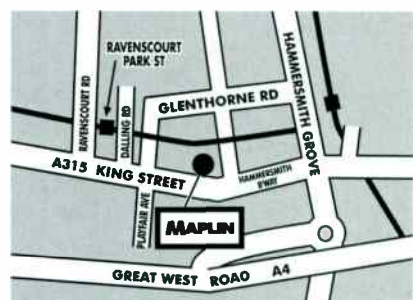 RAVENSCOURT
PARK ST
RAVENSCOURT RD
DALLING RD
GLENTHORNE RD
HAMMERSMITH GROVE
A315 KING STREET
HAMMERSMITH
B'WAY
PLAYFAIR AVE
MAPLIN
GREAT WEST ROAD A4